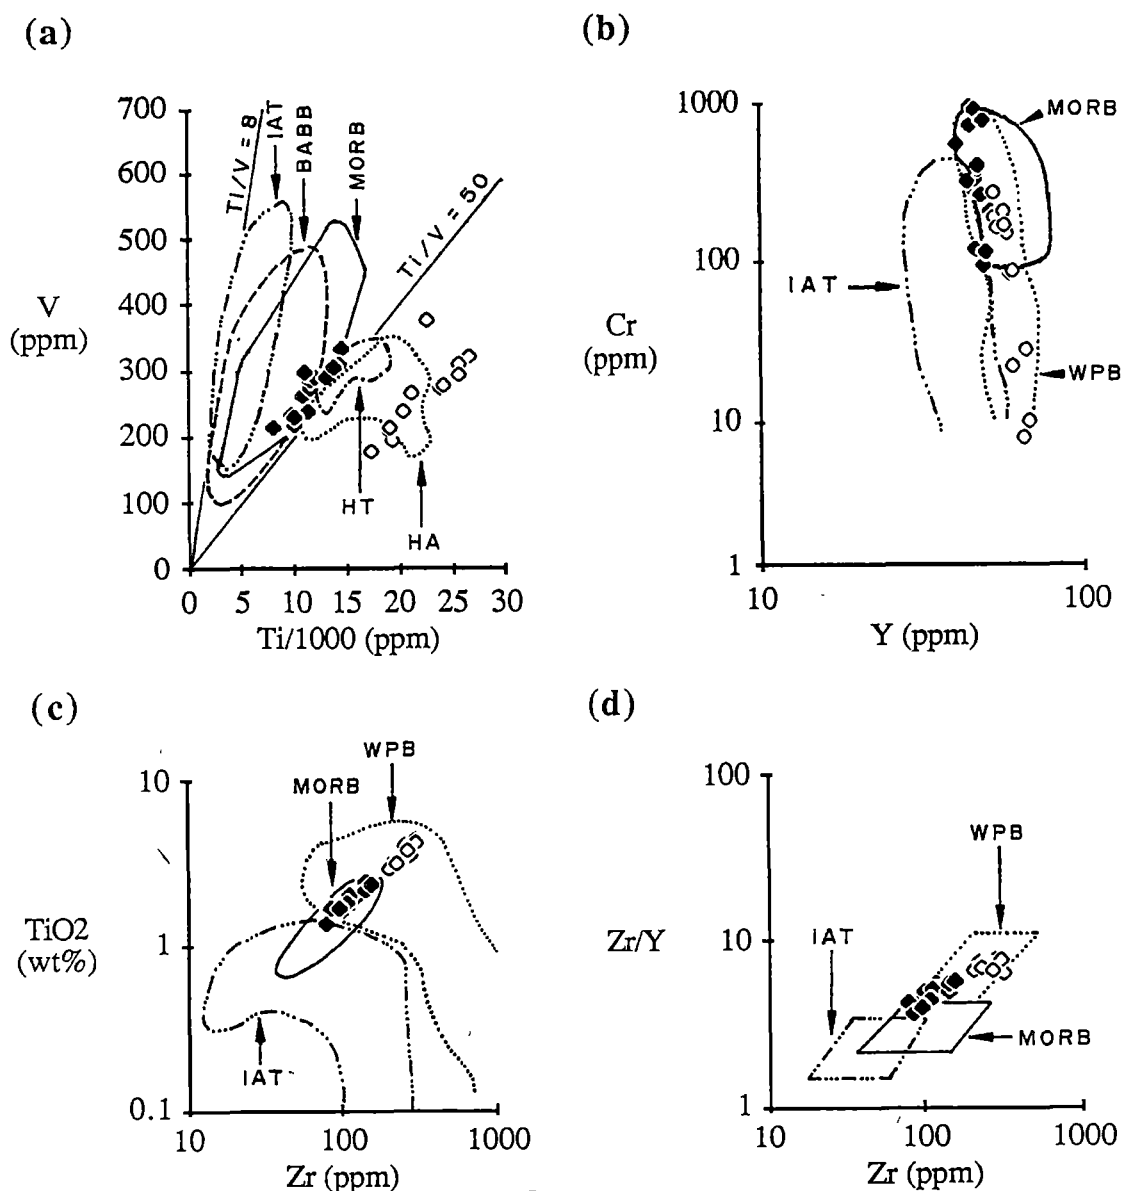 (a)
700
600
500
400
300
200
100
0
V
(ppm)
Ti/V = 8
IAT
BABB
MORB
Ti/V = 50
HT
HA
0 5 10 15 20 25 30
Ti/1000 (ppm)
(b)
1000
100
10
1
Cr
(ppm)
MORB
IAT
WPB
10 100
Y (ppm)
(c)
10
1
0.1
TiO2
(wt%)
WPB
MORB
IAT
10 100 1000
Zr (ppm)
(d)
100
10
1
Zr/Y
WPB
IAT
MORB
10 100 1000
Zr (ppm)